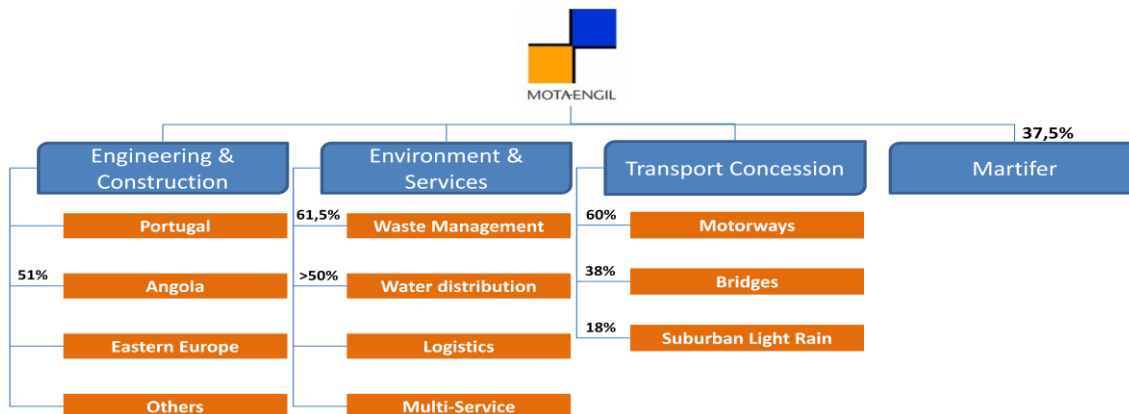 MOTA-ENGIL
37,5%
Engineering &
Construction
Environment &
Services
Transport Concession
Martifer
Portugal
61,5%
Waste Management
60%
Motorways
51%
Angola
>50%
Water distribution
38%
Bridges
Eastern Europe
Logistics
18%
Suburban Light Rain
Others
Multi-Service